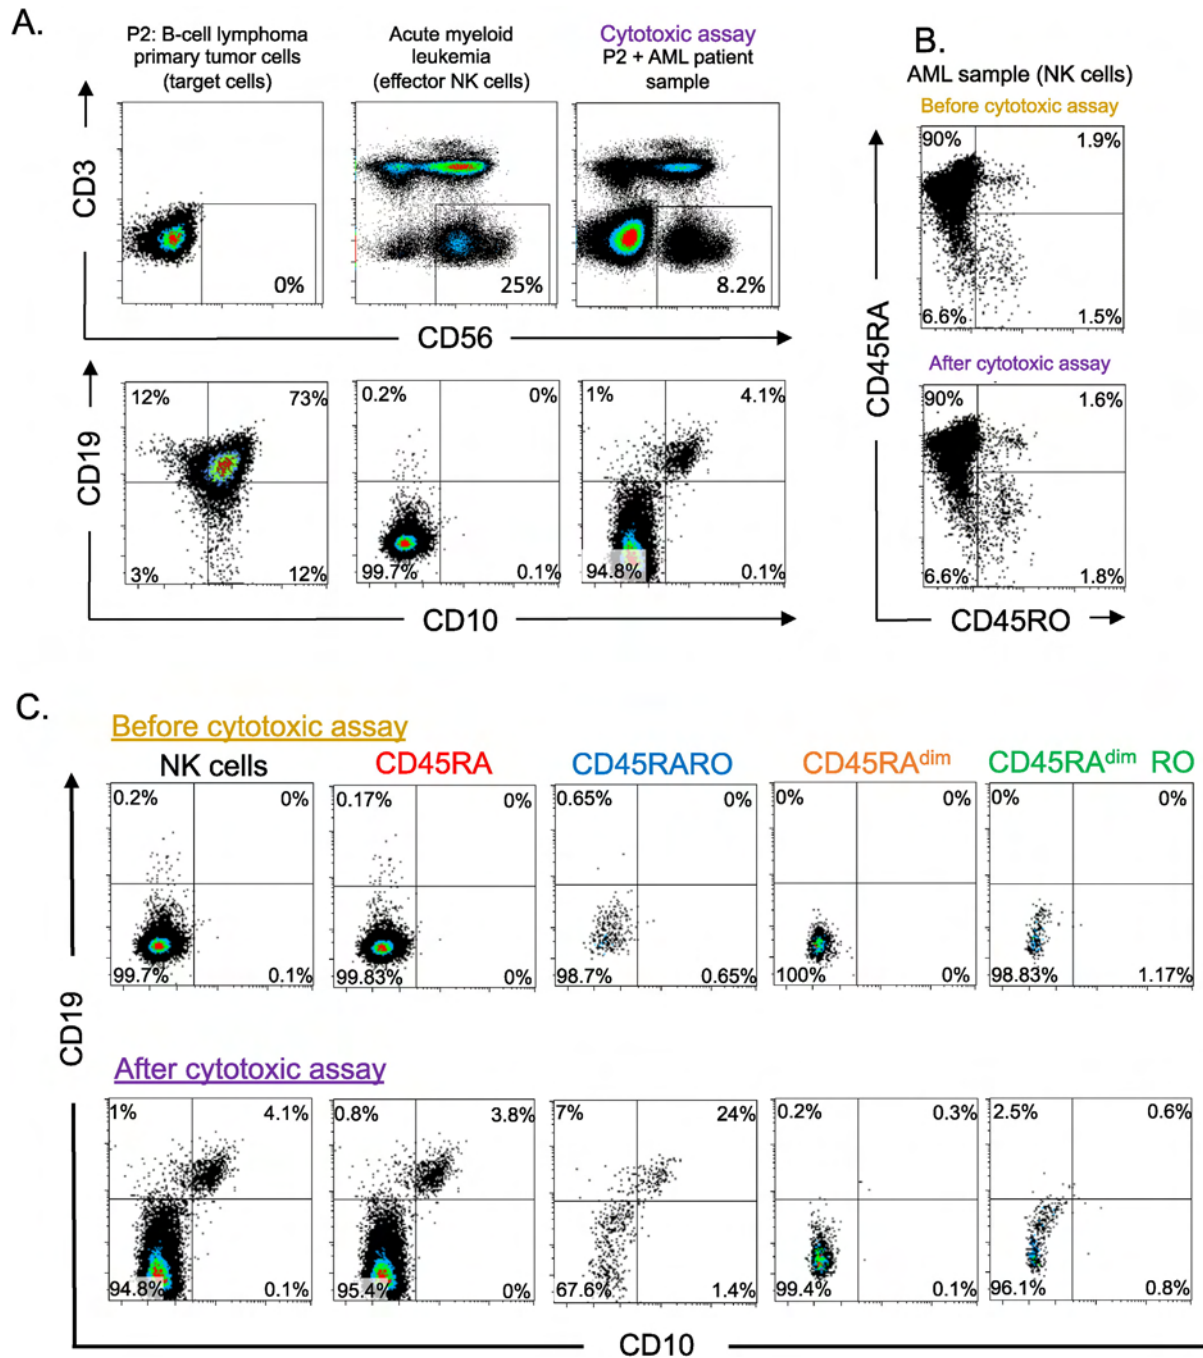 A.
P2: B-cell lymphoma
primary tumor cells
(target cells)
Acute myeloid
leukemia
(effector NK cells)
Cytotoxic assay
P2 + AML patient
sample
CD3
0%
25%
8.2%
CD56
CD19
12%
73%
3%
12%
0.2%
0%
99.7%
0.1%
1%
4.1%
94.8%
0.1%
CD10
B.
AML sample (NK cells)
Before cytotoxic assay
90%
1.9%
6.6%
1.5%
After cytotoxic assay
90%
1.6%
6.6%
1.8%
CD45RA
CD45RO
C.
Before cytotoxic assay
NK cells
CD45RA
CD45RARO
CD45RAdim
CD45RAdim RO
0.2%
0%
99.7%
0.1%
0.17%
0%
99.83%
0%
0.65%
0%
98.7%
0.65%
0%
0%
100%
0%
0%
0%
98.83%
1.17%
CD19
After cytotoxic assay
1%
4.1%
94.8%
0.1%
0.8%
3.8%
95.4%
0%
7%
24%
67.6%
1.4%
0.2%
0.3%
99.4%
0.1%
2.5%
0.6%
96.1%
0.8%
CD10